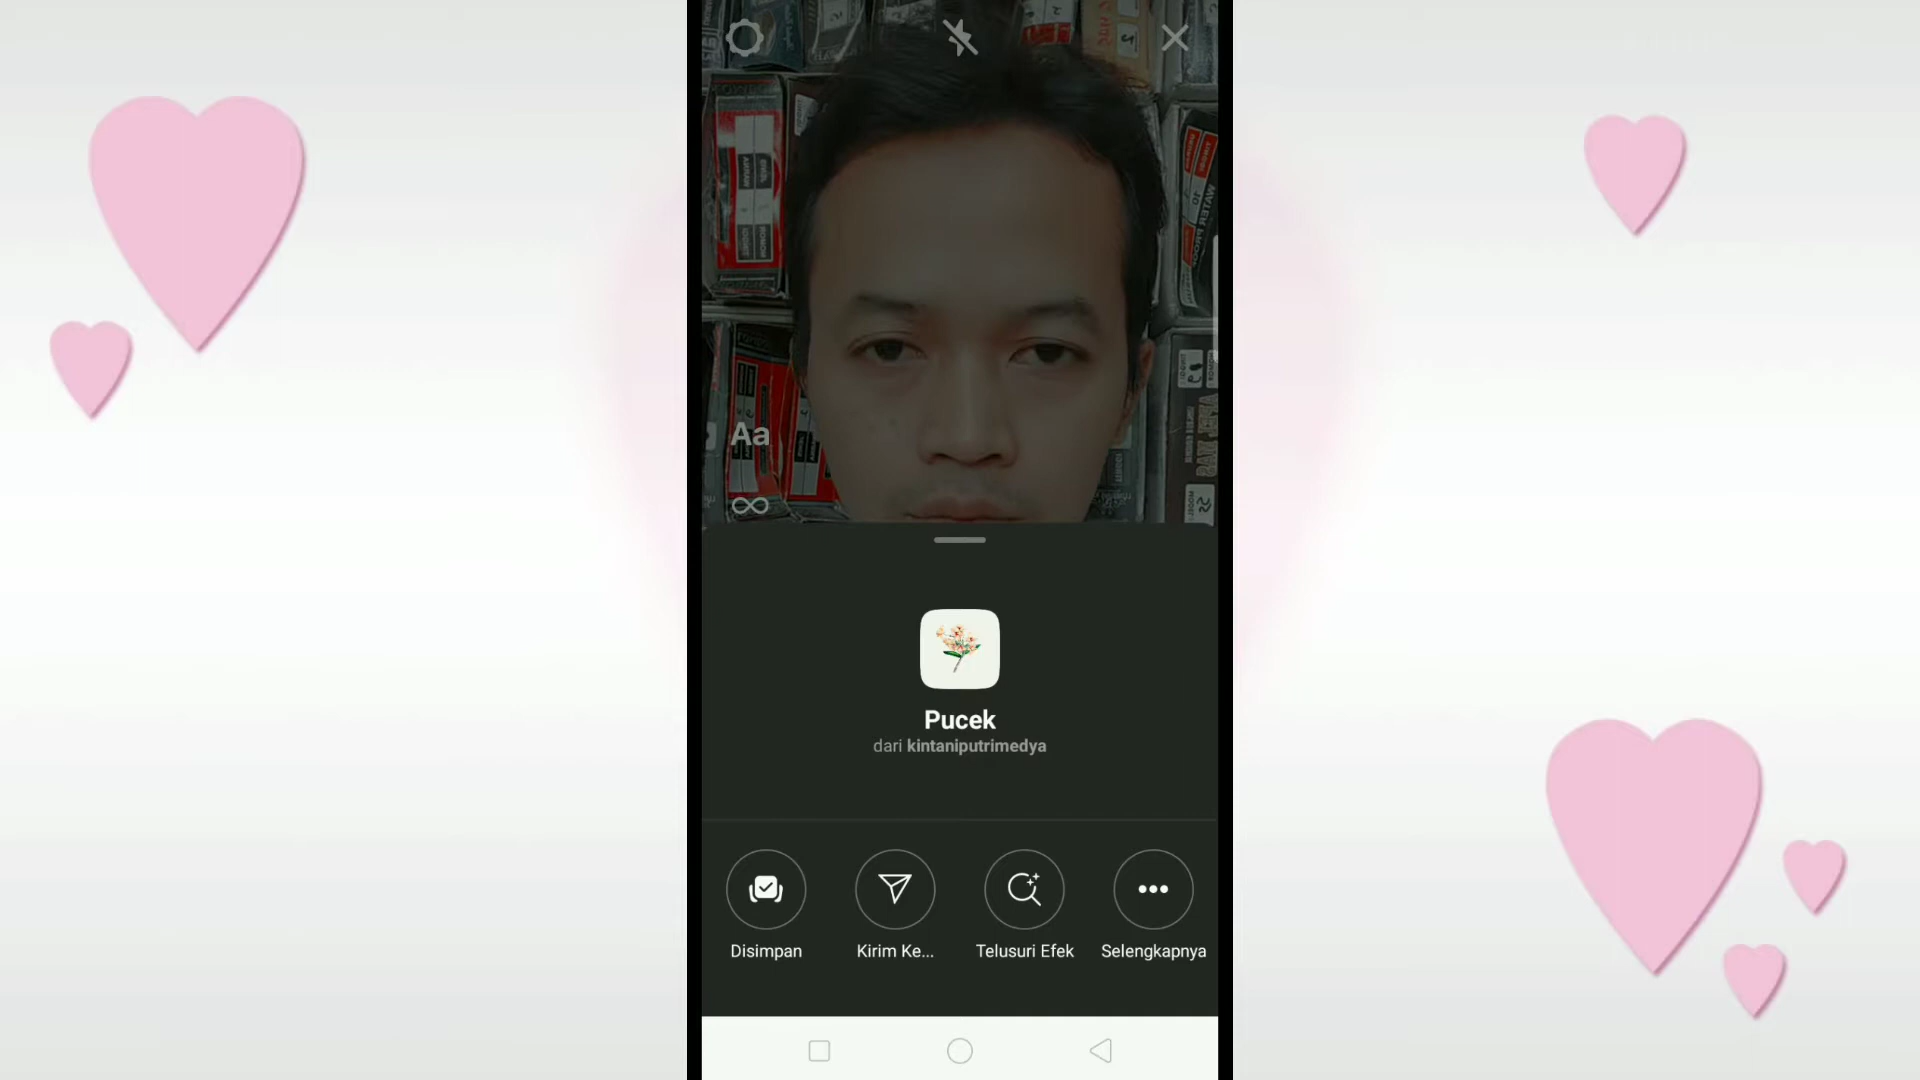 Aa
Pucek
dari kintaniputrimedya
Disimpan
Kirim Ke...
Telusuri Efek
Selengkapnya